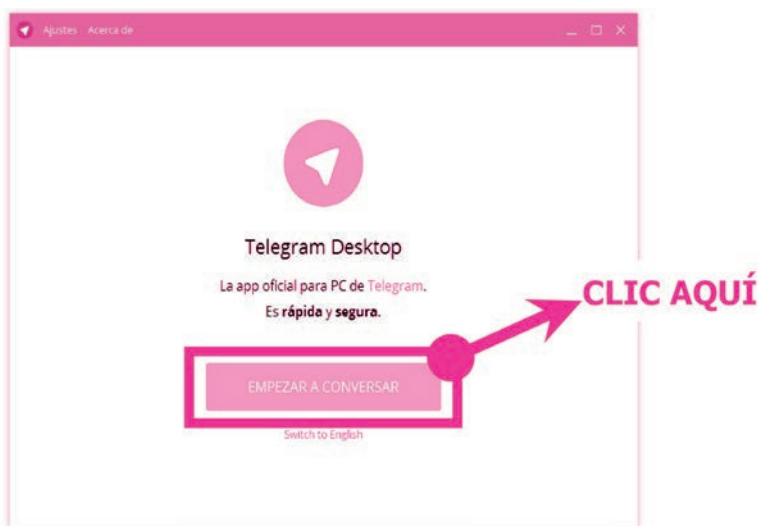 Ajustes Acerca de
Telegram Desktop
La app oficial para PC de Telegram.
Es rápida y segura.
CLIC AQUÍ
EMPEZAR A CONVERSAR
Switch to English